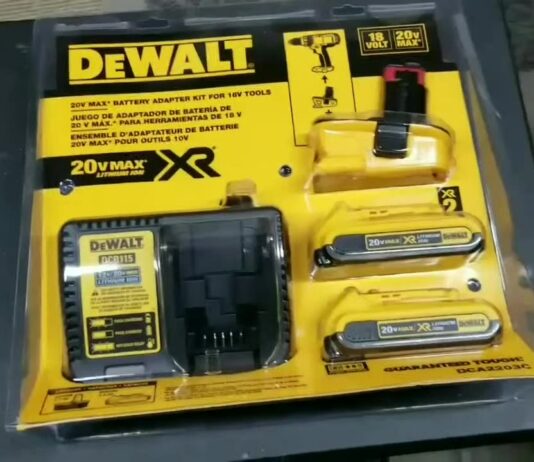 DEWALT
18 VOLT
20V MAX*
20V MAX* BATTERY ADAPTER KIT FOR 18V TOOLS
JUEGO DE ADAPTADOR DE BATERÍA DE
20 V MÁX.* PARA HERRAMIENTAS DE 18 V
ENSEMBLE D'ADAPTATEUR DE BATTERIE
20V MAX* POUR OUTILS 18V
20V MAX* XR
LITHIUM ION
XR
2
DEWALT
DCB115
LITHIUM ION
20V MAX XR LITHIUM ION DEWALT
20V MAX XR LITHIUM ION DEWALT
GUARANTEED TOUGH.
DCA2203C